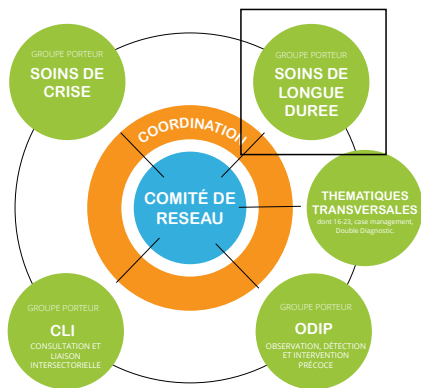 GROUPE PORTEUR
SOINS DE
CRISE
GROUPE PORTEUR
SOINS DE
LONGUE
DUREE
COORDINATION
COMITÉ DE
RESEAU
THEMATIQUES
TRANSVERSALES
dont 16-23, case management,
Double Diagnostic.
GROUPE PORTEUR
CLI
CONSULTATION ET
LIAISON
INTERSECTORIELLE
GROUPE PORTEUR
ODIP
OBSERVATION, DÉTECTION
ET INTERVENTION
PRÉCOCE